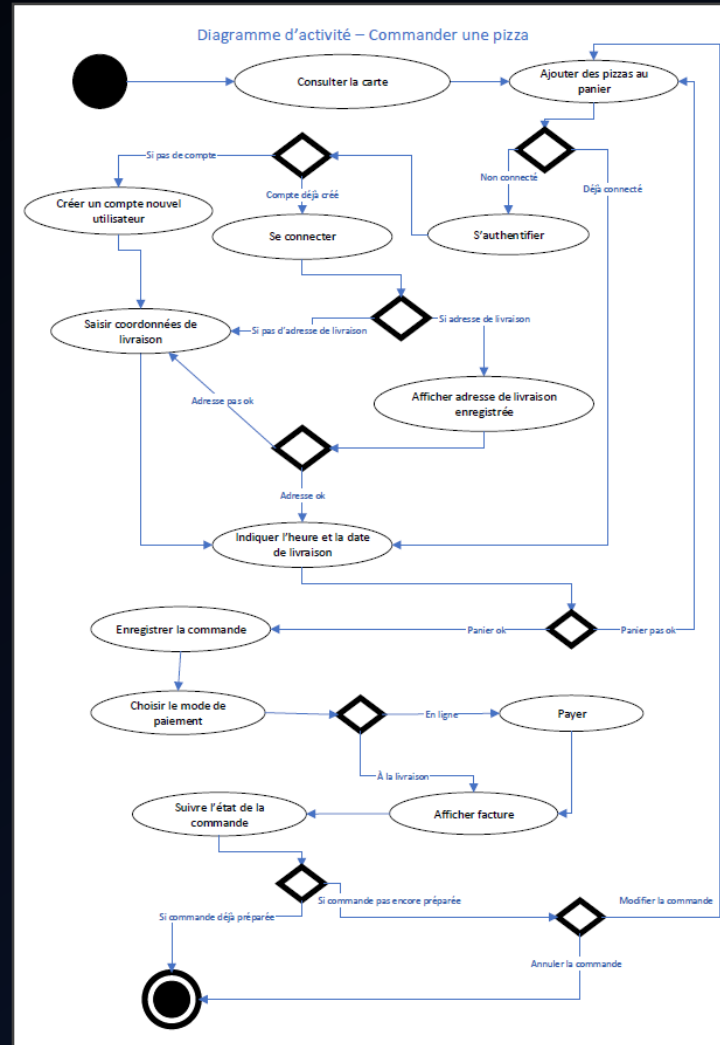 Diagramme d'activité – Commander une pizza
Consulter la carte
Ajouter des pizzas au
panier
Si pas de compte
Non connecté
Déjà connecté
Compte déjà créé
Créer un compte nouvel
utilisateur
Se connecter
S'authentifier
Saisir coordonnées de
livraison
Si pas d'adresse de livraison
Si adresse de livraison
Adresse pas ok
Afficher adresse de livraison
enregistrée
Adresse ok
Indiquer l'heure et la date
de livraison
Enregistrer la commande
Panier ok
Panier pas ok
Choisir le mode de
paiement
En ligne
Payer
À la livraison
Suivre l'état de la
commande
Afficher facture
Si commande pas encore préparée
Modifier la commande
Si commande déjà préparée
Annuler la commande